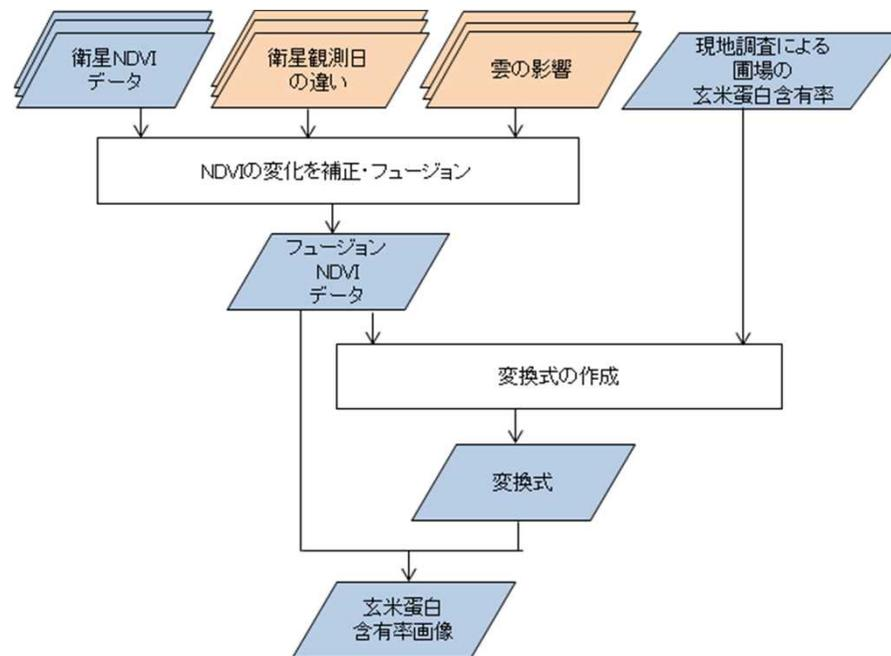 衛星NDVI
データ
衛星観測日
の違い
雲の影響
現地調査による
圃場の
玄米蛋白含有率
NDVIの変化を補正・フュージョン
フュージョン
NDVI
データ
変換式の作成
変換式
玄米蛋白
含有率画像